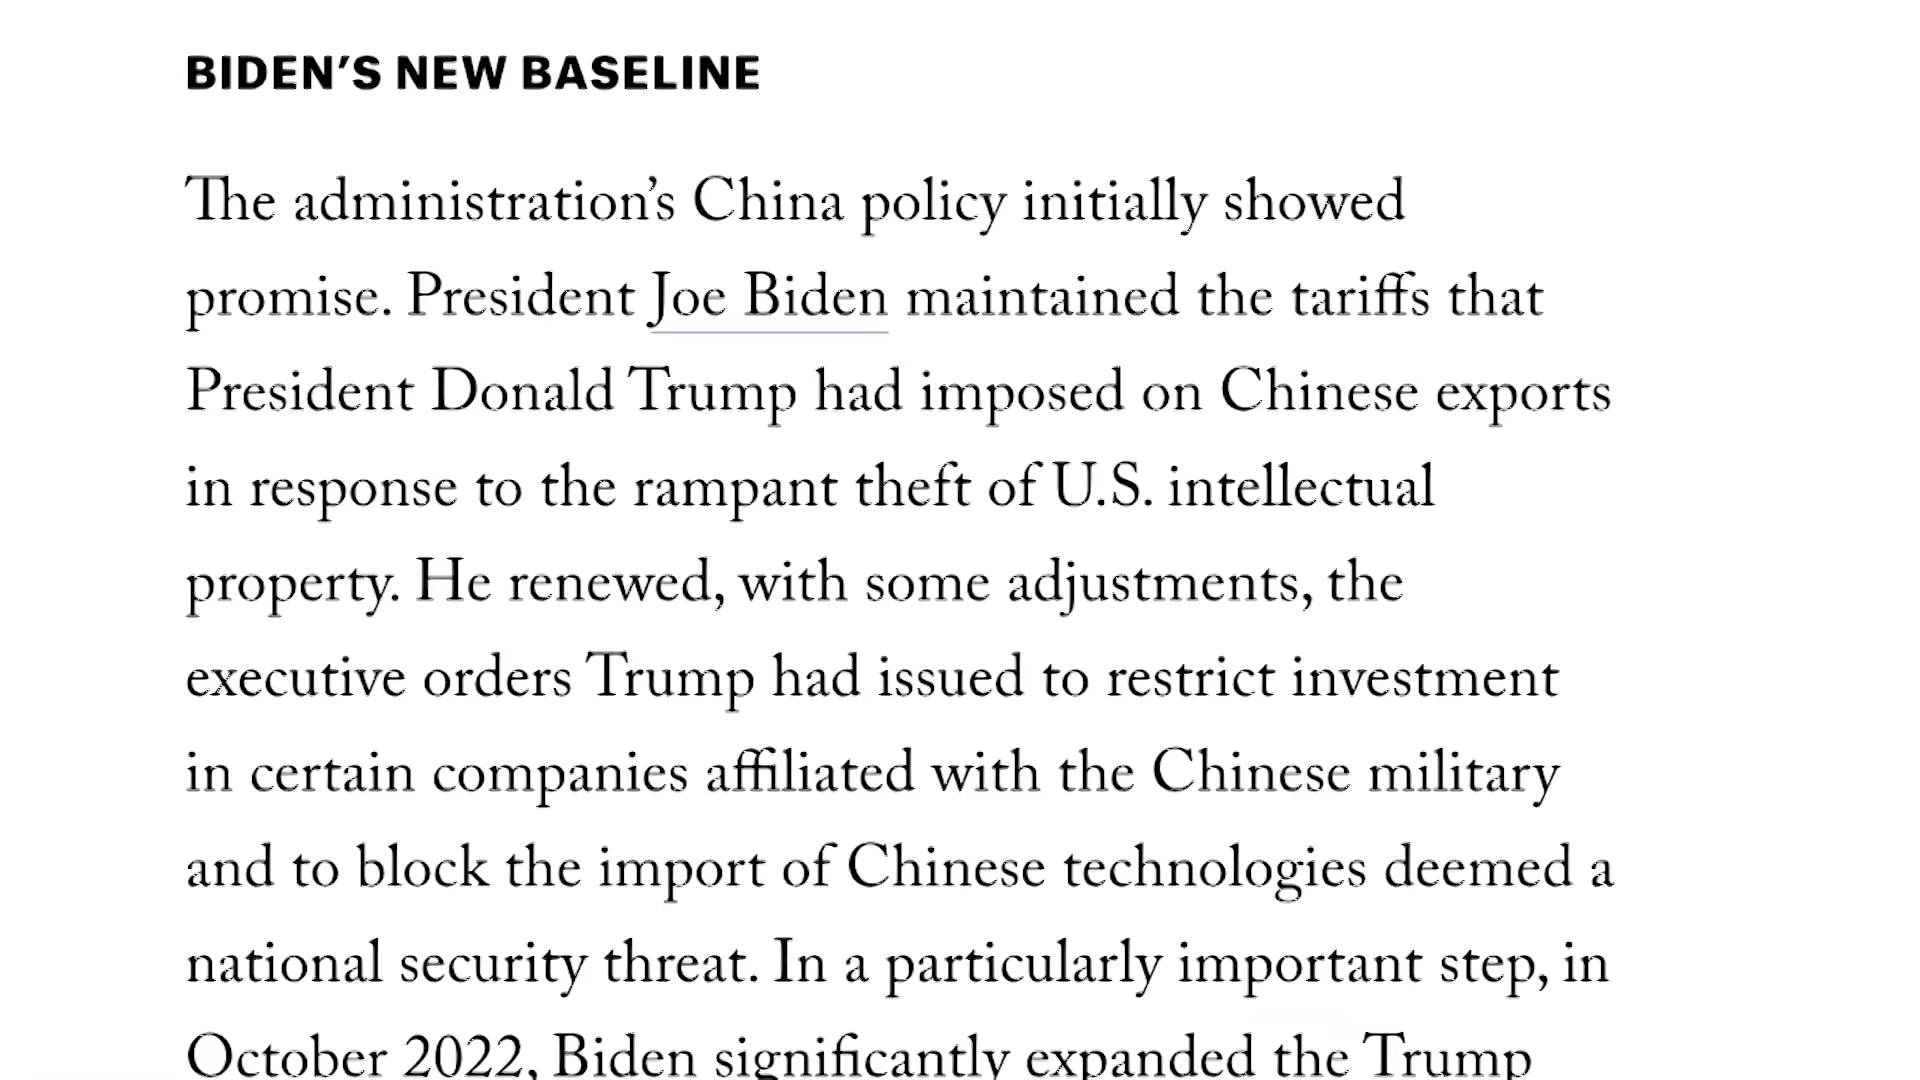 BIDEN’S NEW BASELINE
The administration’s China policy initially showed
promise. President Joe Biden maintained the tariffs that
President Donald Trump had imposed on Chinese exports
in response to the rampant theft of U.S. intellectual
property. He renewed, with some adjustments, the
executive orders Trump had issued to restrict investment
in certain companies affiliated with the Chinese military
and to block the import of Chinese technologies deemed a
national security threat. In a particularly important step, in
October 2022, Biden significantly expanded the Trump